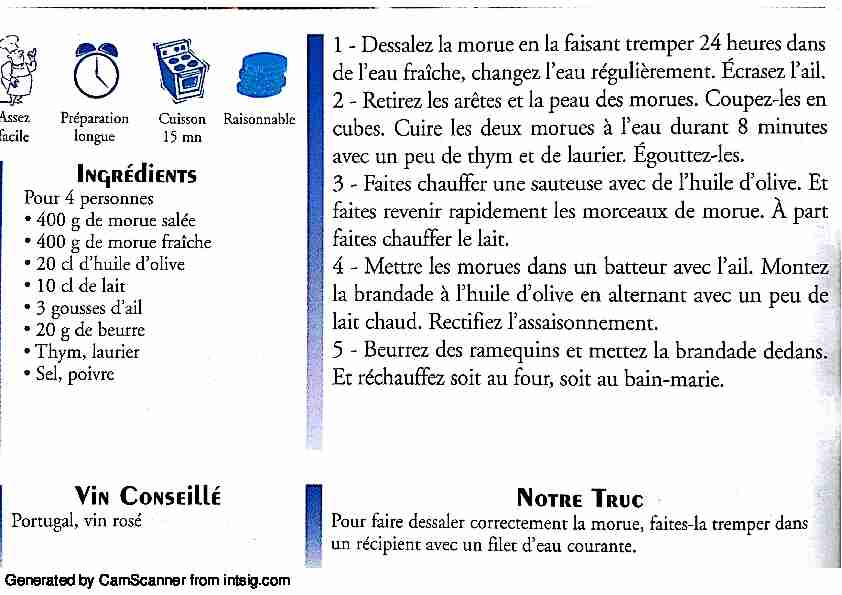 Assez
facile
Préparation
longue
Cuisson
15 mn
Raisonnable
Ingrédients
Pour 4 personnes
• 400 g de morue salée
• 400 g de morue fraîche
• 20 cl d'huile d'olive
• 10 cl de lait
• 3 gousses d'ail
• 20 g de beurre
• Thym, laurier
• Sel, poivre
1 - Dessalez la morue en la faisant tremper 24 heures dans
de l'eau fraîche, changez l'eau régulièrement. Écrasez l'ail.
2 - Retirez les arêtes et la peau des morues. Coupez-les en
cubes. Cuire les deux morues à l'eau durant 8 minutes
avec un peu de thym et de laurier. Égouttez-les.
3 - Faites chauffer une sauteuse avec de l'huile d'olive. Et
faites revenir rapidement les morceaux de morue. À part
faites chauffer le lait.
4 - Mettre les morues dans un batteur avec l'ail. Montez
la brandade à l'huile d'olive en alternant avec un peu de
lait chaud. Rectifiez l'assaisonnement.
5 - Beurrez des ramequins et mettez la brandade dedans.
Et réchauffez soit au four, soit au bain-marie.
Vin Conseillé
Portugal, vin rosé
Notre Truc
Pour faire dessaler correctement la morue, faites-la tremper dans
un récipient avec un filet d'eau courante.
Generated by CamScanner from intsig.com